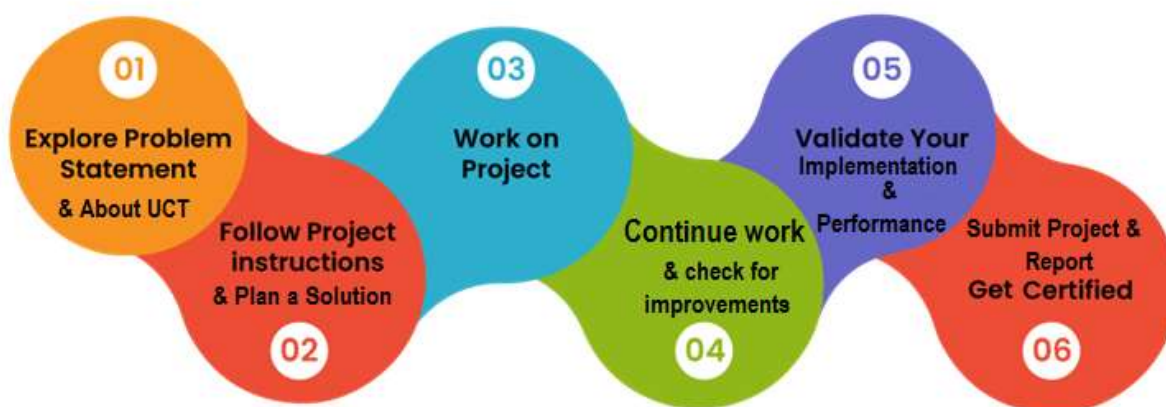 01
Explore Problem
Statement
& About UCT
Follow Project
instructions
& Plan a Solution
02
03
Work on
Project
Continue work
& check for
improvements
04
05
Validate Your
Implementation
&
Performance
Submit Project &
Report
Get Certified
06